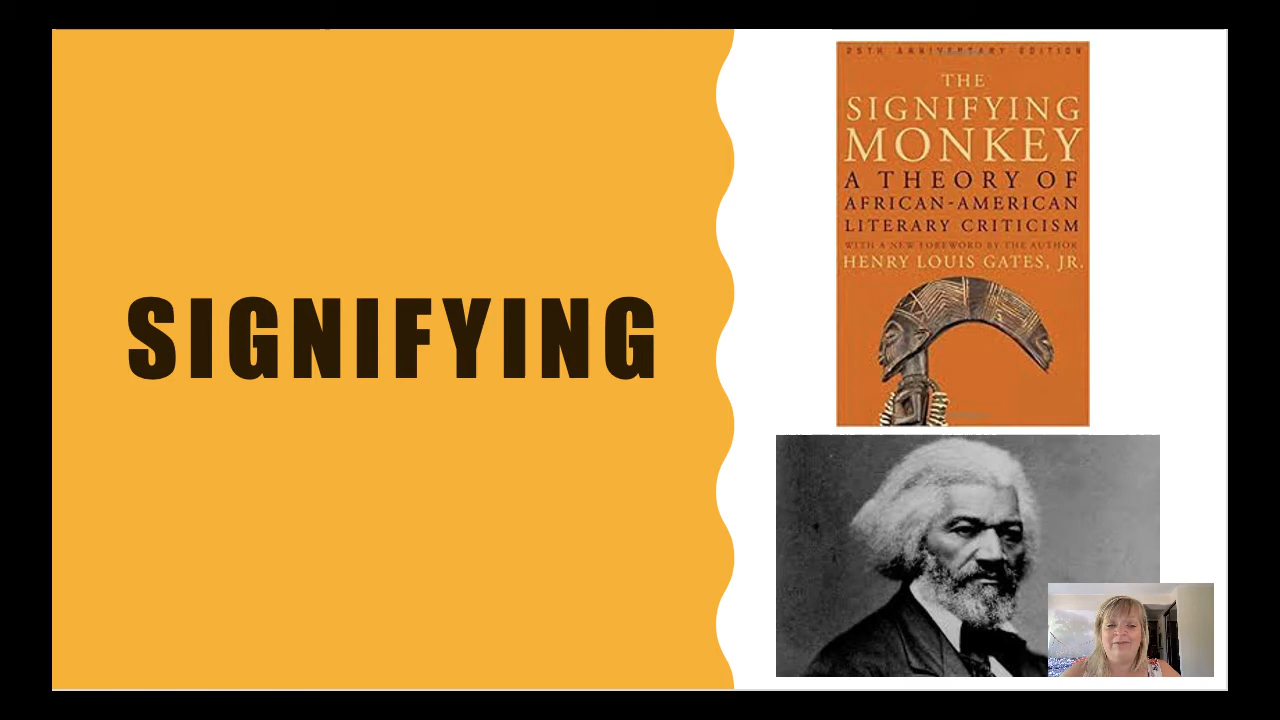 SIGNIFYING
25TH ANNIVERSARY EDITION
THE
SIGNIFYING
MONKEY
A THEORY OF
AFRICAN-AMERICAN
LITERARY CRITICISM
WITH A NEW FOREWORD BY THE AUTHOR
HENRY LOUIS GATES, JR.